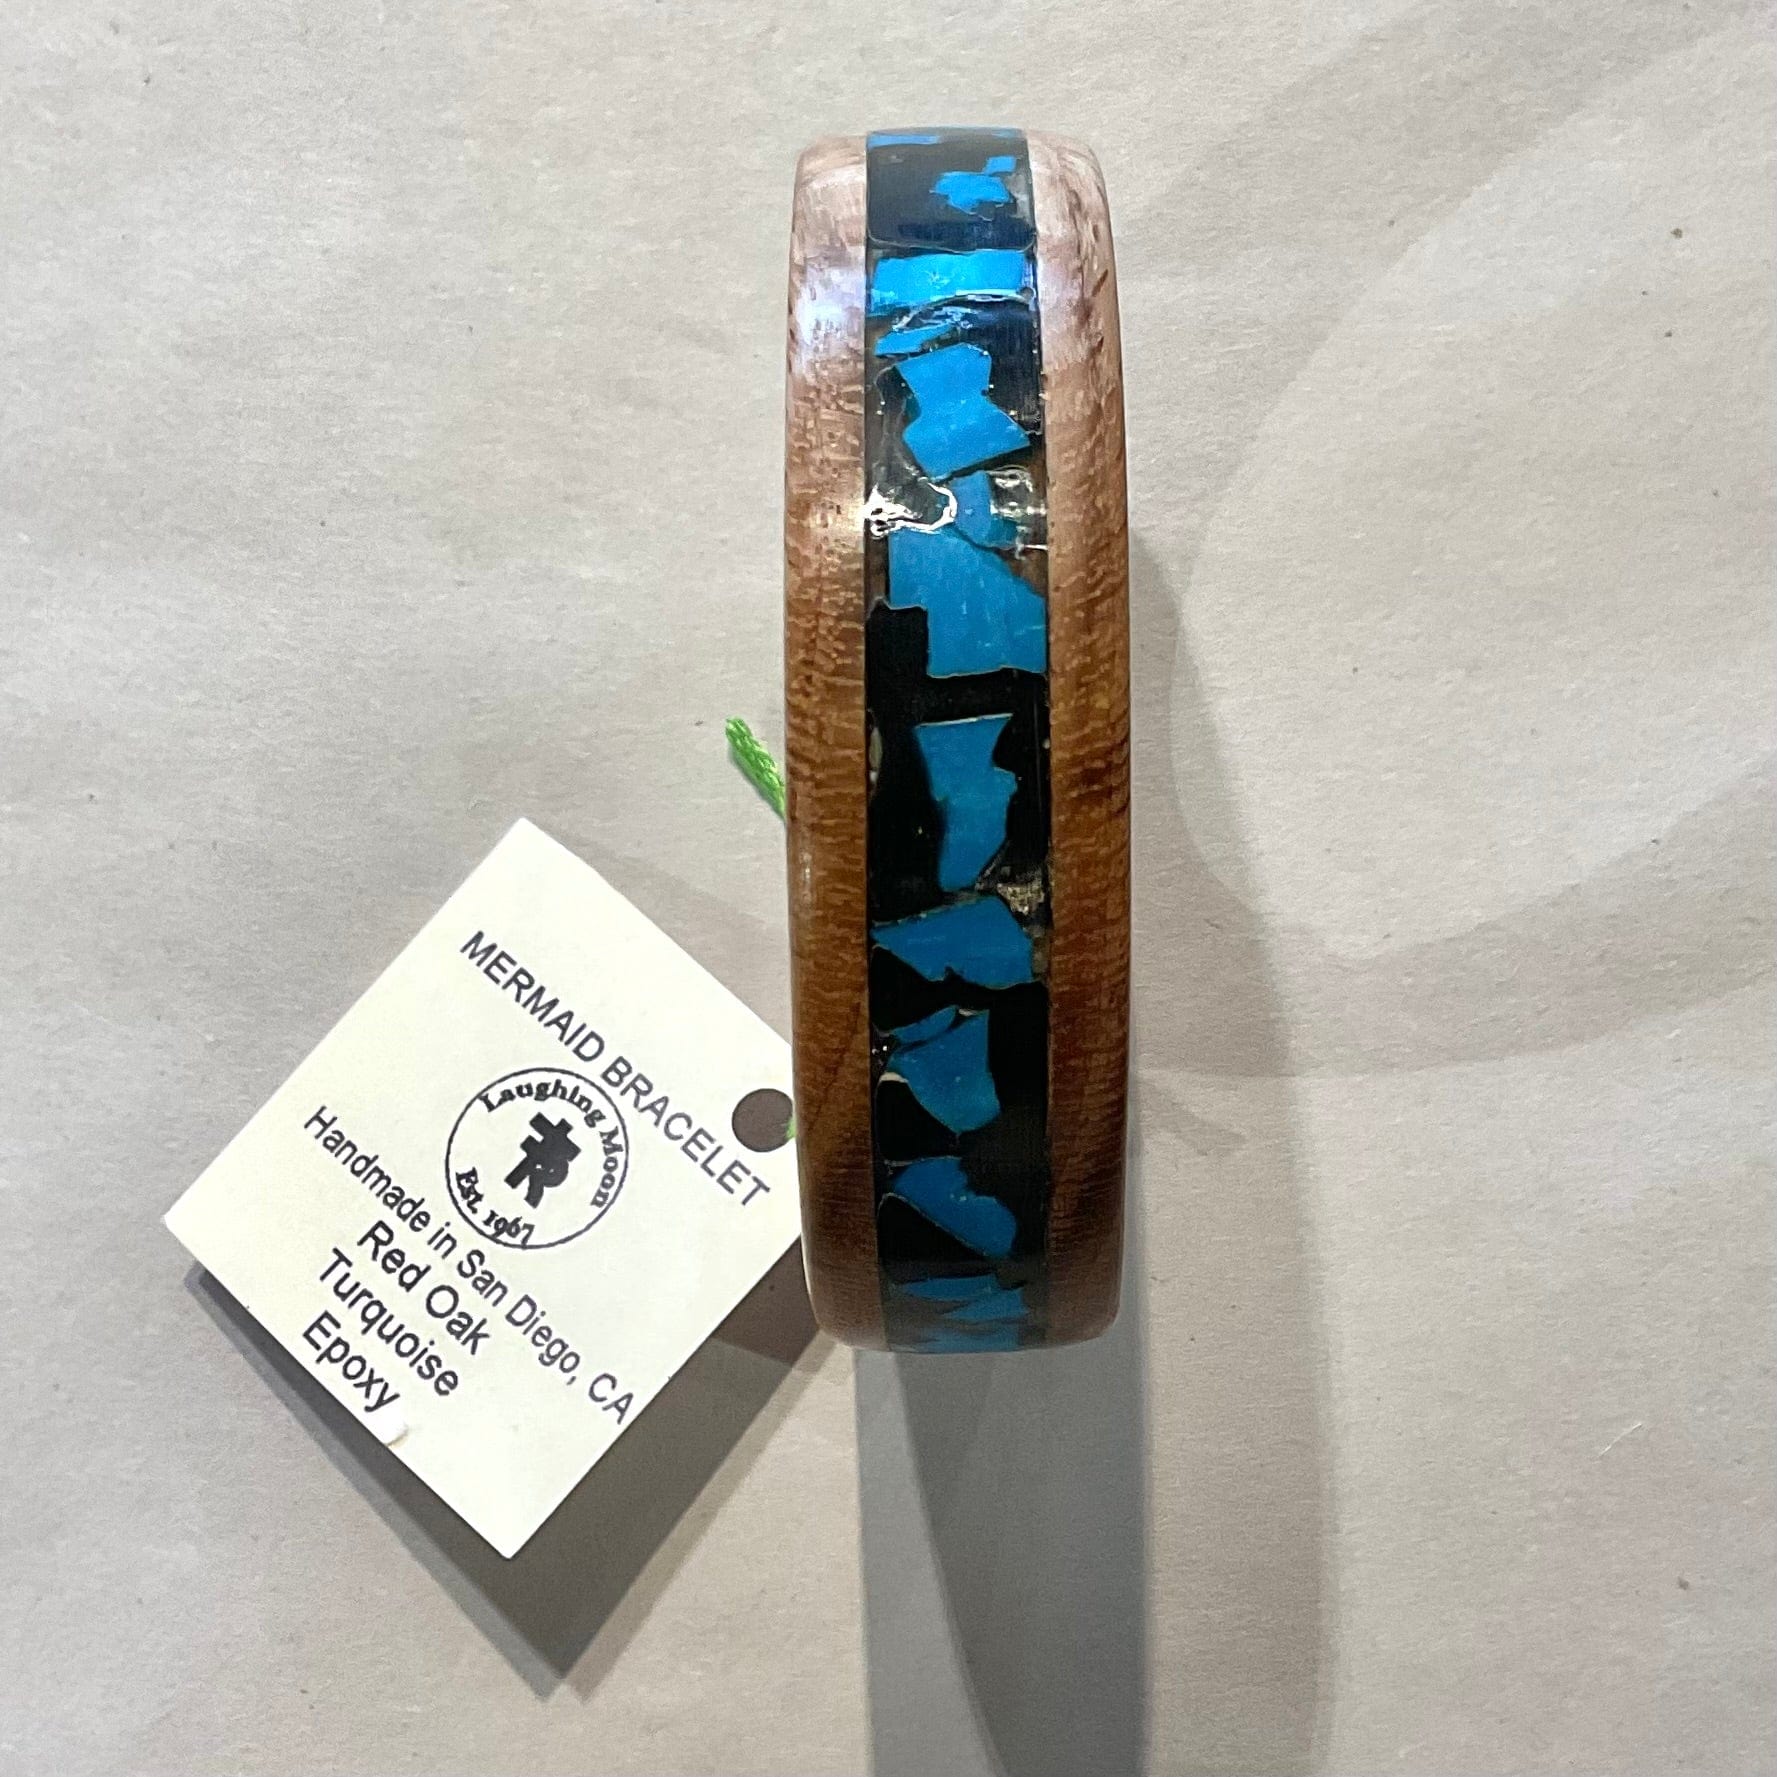 MERMAID BRACELET
Laughing Moon
Est. 1967
Handmade in San Diego, CA
Red Oak
Turquoise
Epoxy